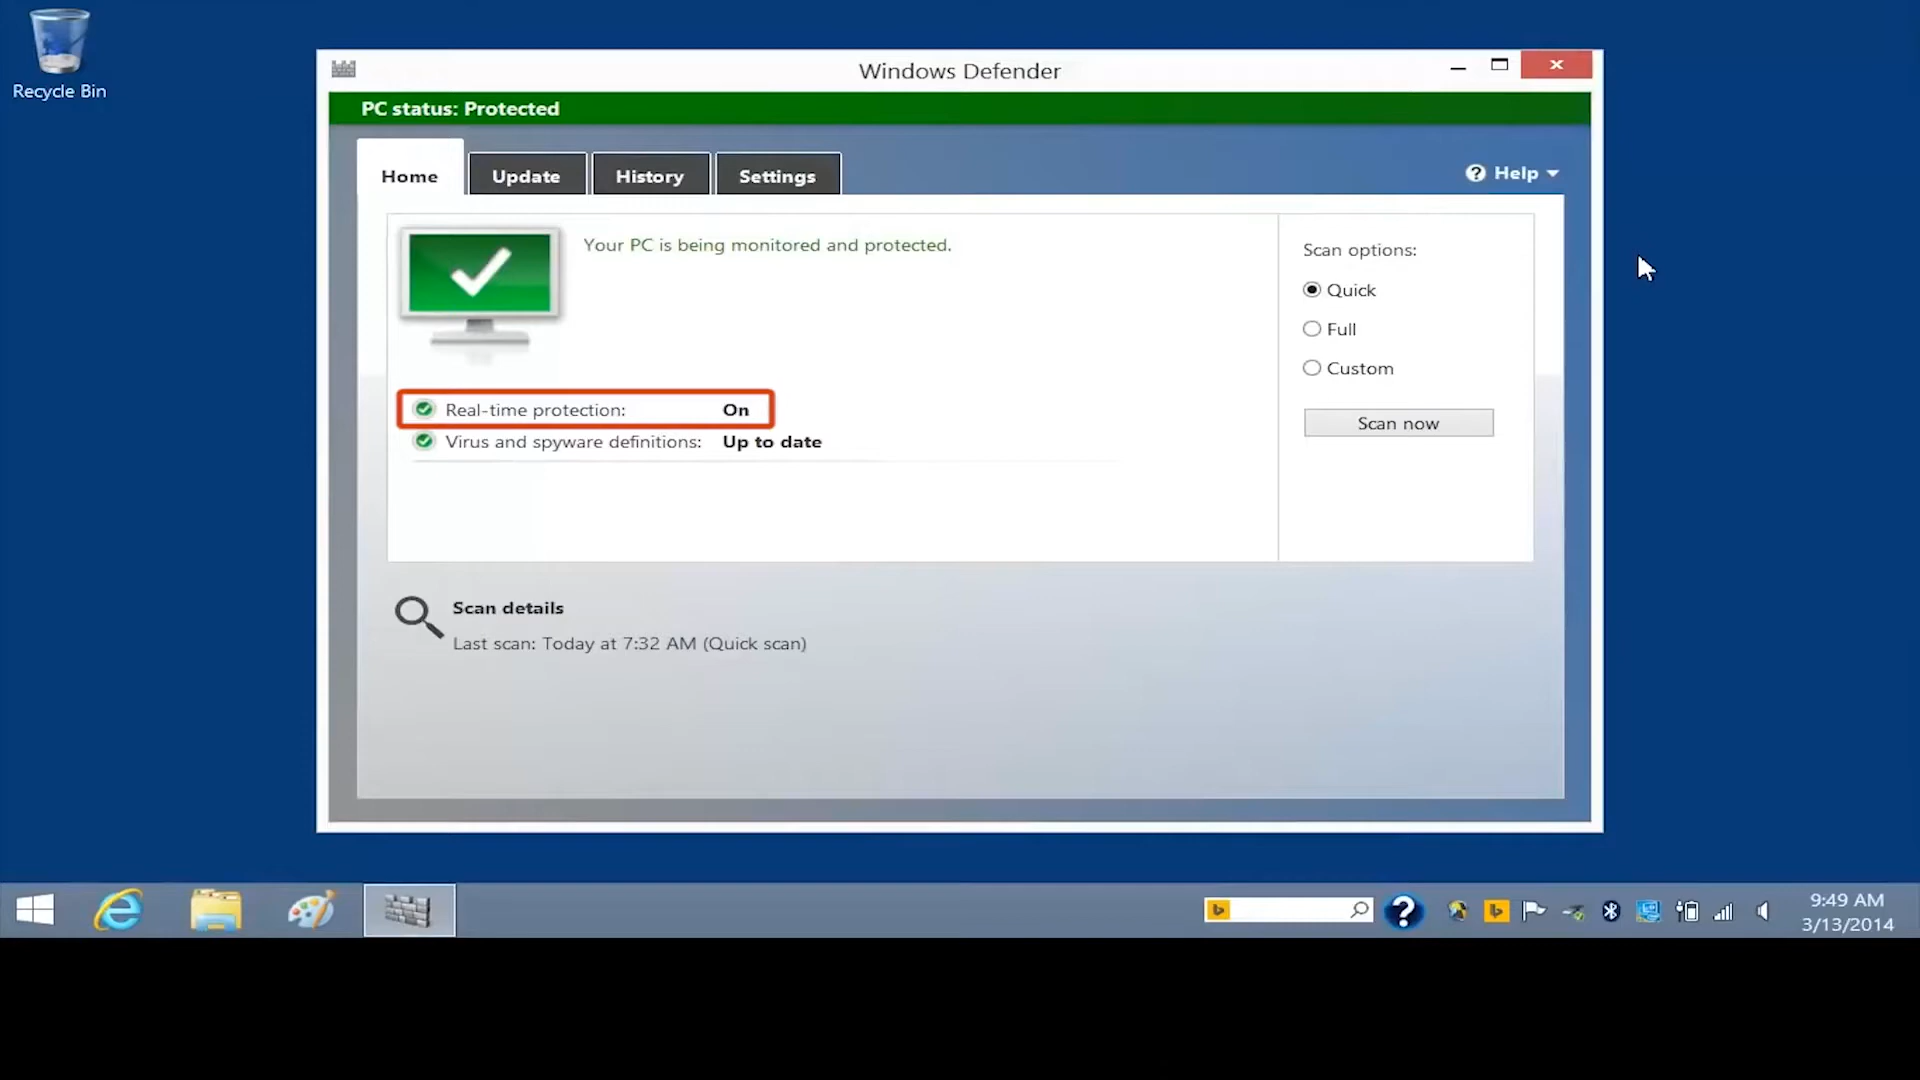 Recycle Bin
Windows Defender
PC status: Protected
Home
Update
History
Settings
Help
Your PC is being monitored and protected.
Real-time protection: On
Virus and spyware definitions: Up to date
Scan options:
Quick
Full
Custom
Scan now
Scan details
Last scan: Today at 7:32 AM (Quick scan)
9:49 AM
3/13/2014